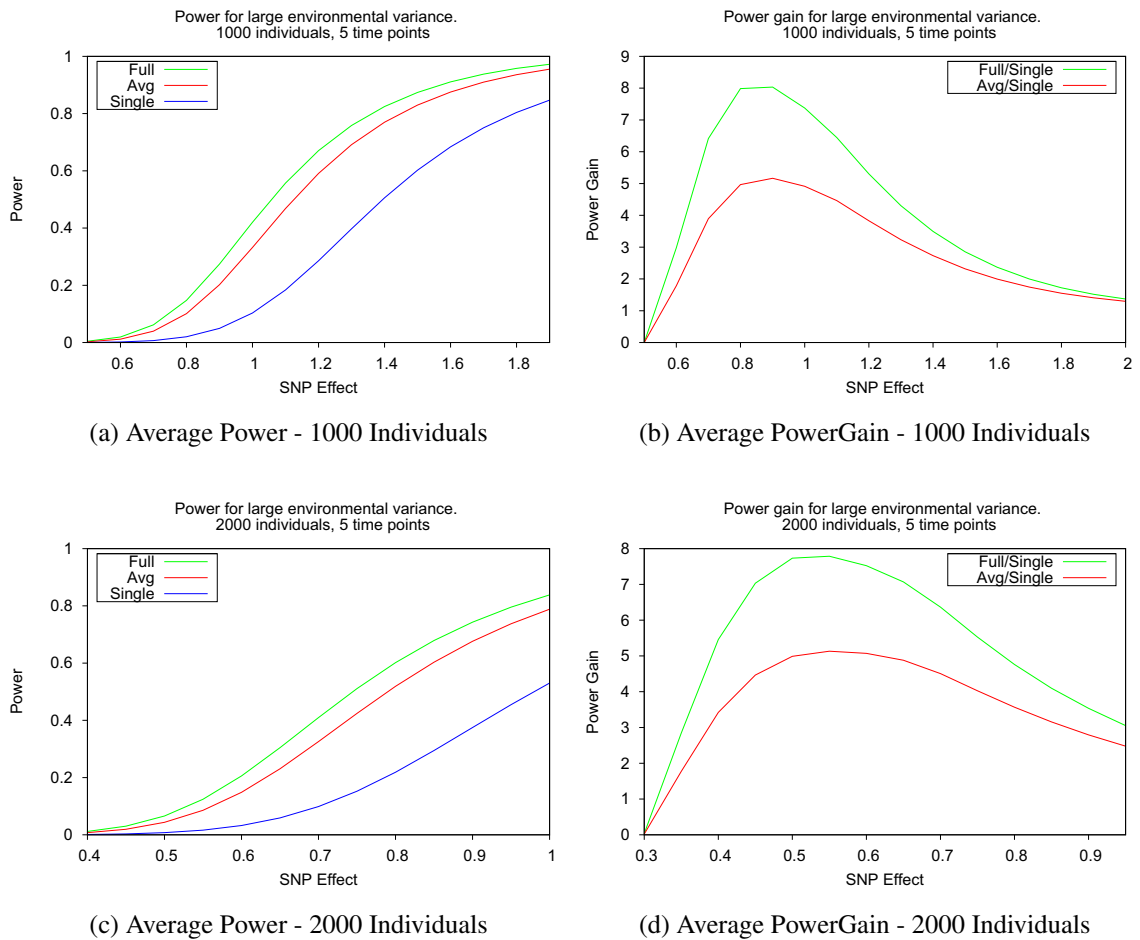 Power for large environmental variance.
1000 individuals, 5 time points
1
0.8
0.6
0.4
0.2
0
Power
Full
Avg
Single
0.6 0.8 1 1.2 1.4 1.6 1.8
SNP Effect
(a) Average Power - 1000 Individuals
Power gain for large environmental variance.
1000 individuals, 5 time points
9
8
7
6
5
4
3
2
1
0
Power Gain
Full/Single
Avg/Single
0.6 0.8 1 1.2 1.4 1.6 1.8 2
SNP Effect
(b) Average PowerGain - 1000 Individuals
Power for large environmental variance.
2000 individuals, 5 time points
1
0.8
0.6
0.4
0.2
0
Power
Full
Avg
Single
0.4 0.5 0.6 0.7 0.8 0.9 1
SNP Effect
(c) Average Power - 2000 Individuals
Power gain for large environmental variance.
2000 individuals, 5 time points
8
7
6
5
4
3
2
1
0
Power Gain
Full/Single
Avg/Single
0.3 0.4 0.5 0.6 0.7 0.8 0.9
SNP Effect
(d) Average PowerGain - 2000 Individuals